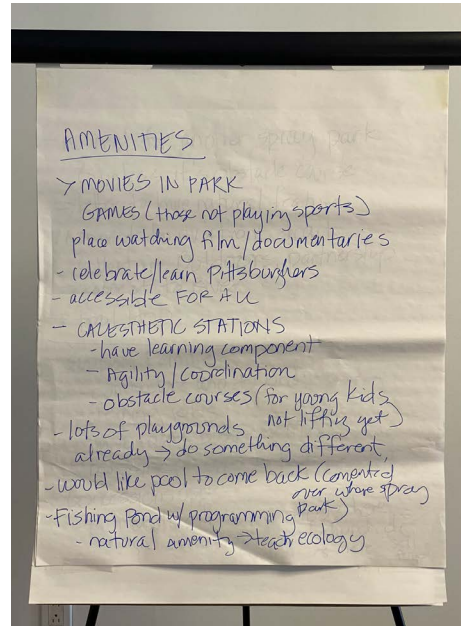 AMENITIES
> MOVIES IN PARK
GAMES (those not playing sports)
place watching film/documentaries
- celebrate/learn Pittsburghers
- accessible FOR ALL
- CALESTHETIC STATIONS
- have learning component
- Agility/coordination
- obstacle courses (for young kids
not lifting yet)
- lots of playgrounds
already → do something different
- would like pool to come back (cemented
over where spray
park)
- Fishing Pond w/ programming
- natural amenity → teach ecology